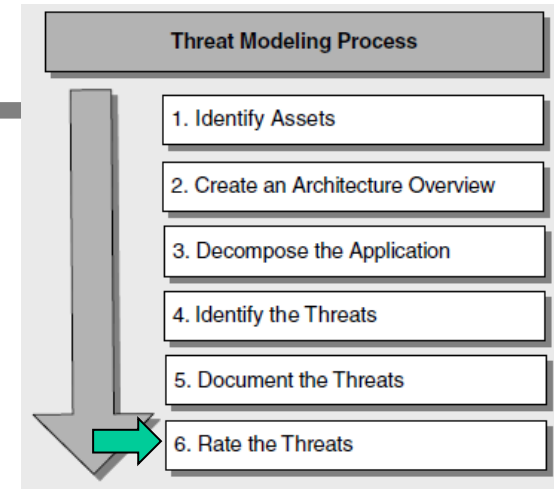 Threat Modeling Process
1. Identify Assets
2. Create an Architecture Overview
3. Decompose the Application
4. Identify the Threats
5. Document the Threats
6. Rate the Threats